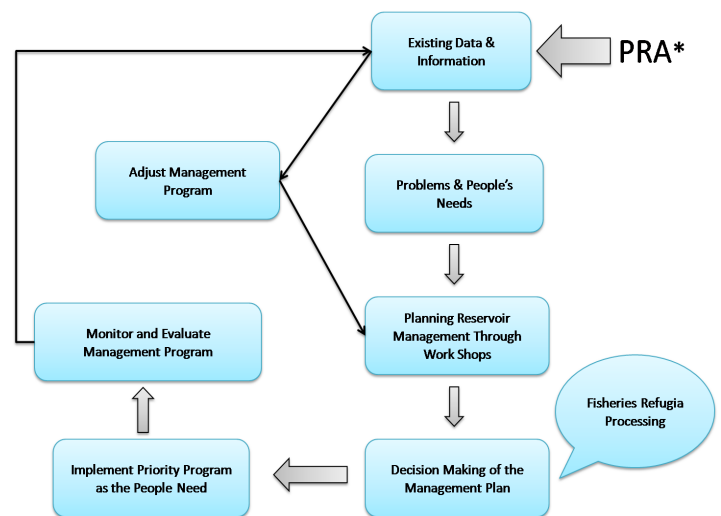 Existing Data &
Information
PRA*
Adjust Management
Program
Problems & People's
Needs
Planning Reservoir
Management Through
Work Shops
Monitor and Evaluate
Management Program
Fisheries Refugia
Processing
Implement Priority Program
as the People Need
Decision Making of the
Management Plan